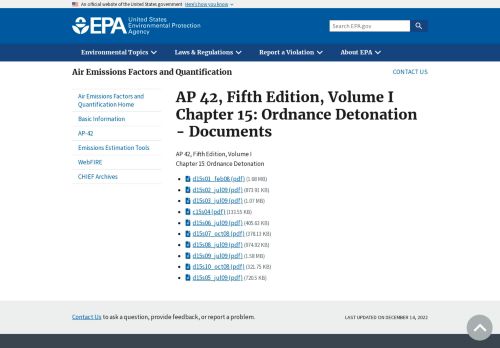 An official website of the United States government Here's how you know
EPA United States
Environmental Protection
Agency
Search EPA.gov
Environmental Topics Laws & Regulations Report a Violation About EPA
Air Emissions Factors and Quantification
CONTACT US
Air Emissions Factors and
Quantification Home
Basic Information
AP-42
Emissions Estimation Tools
WebFIRE
CHIEF Archives
AP 42, Fifth Edition, Volume I
Chapter 15: Ordnance Detonation
- Documents
AP 42, Fifth Edition, Volume I
Chapter 15: Ordnance Detonation
d15s01_feb08 (pdf) (1.68 MB)
d15s02_jul09 (pdf) (873.91 KB)
d15s03_jul09 (pdf) (1.07 MB)
c15s04 (pdf) (133.55 KB)
d15s06_jul09 (pdf) (405.63 KB)
d15s07_oct08 (pdf) (378.13 KB)
d15s08_jul09 (pdf) (974.92 KB)
d15s09_jul09 (pdf) (1.58 MB)
d15s10_oct08 (pdf) (321.75 KB)
d15s05_jul09 (pdf) (720.5 KB)
Contact Us to ask a question, provide feedback, or report a problem.
LAST UPDATED ON DECEMBER 14, 2022